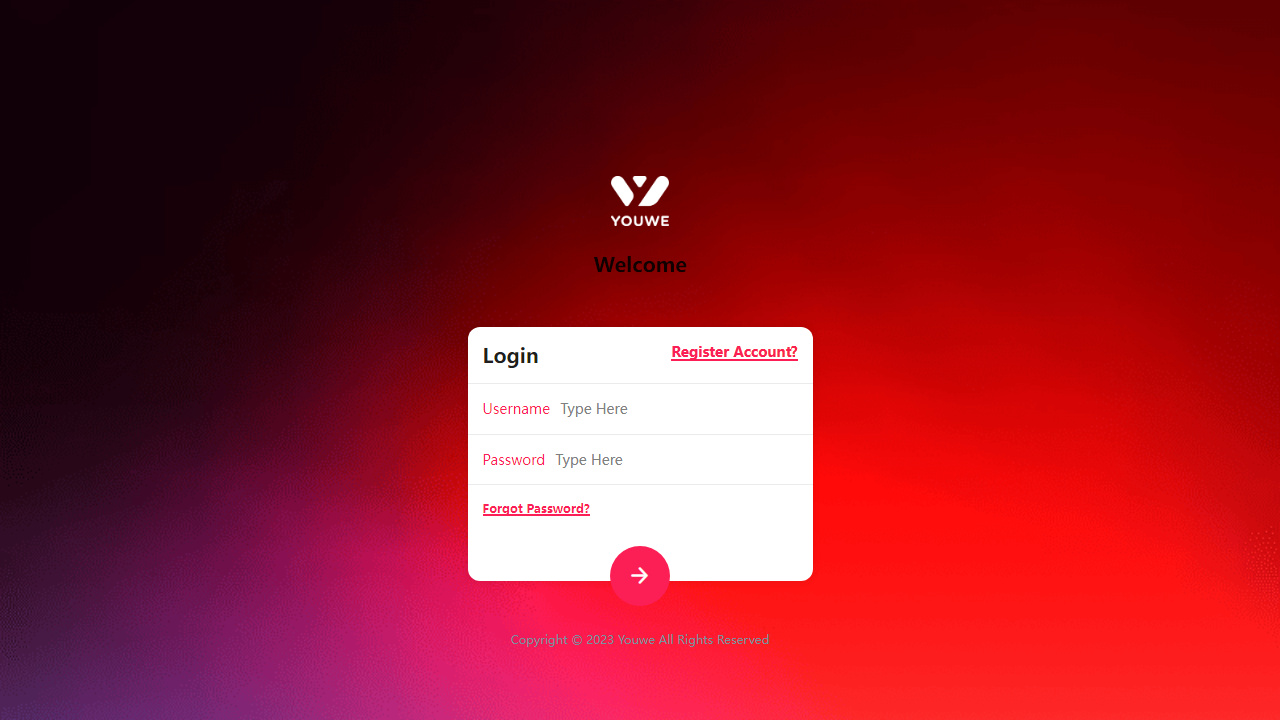 YOUWE
Welcome
Login
Register Account?
Username Type Here
Password Type Here
Forgot Password?
Copyright © 2023 Youwe All Rights Reserved